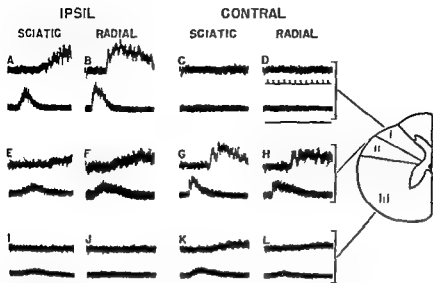 IPSIL CONTRAL
SCIATIC RADIAL SCIATIC RADIAL
A B C D
I
II
E F G H
III
I J K L